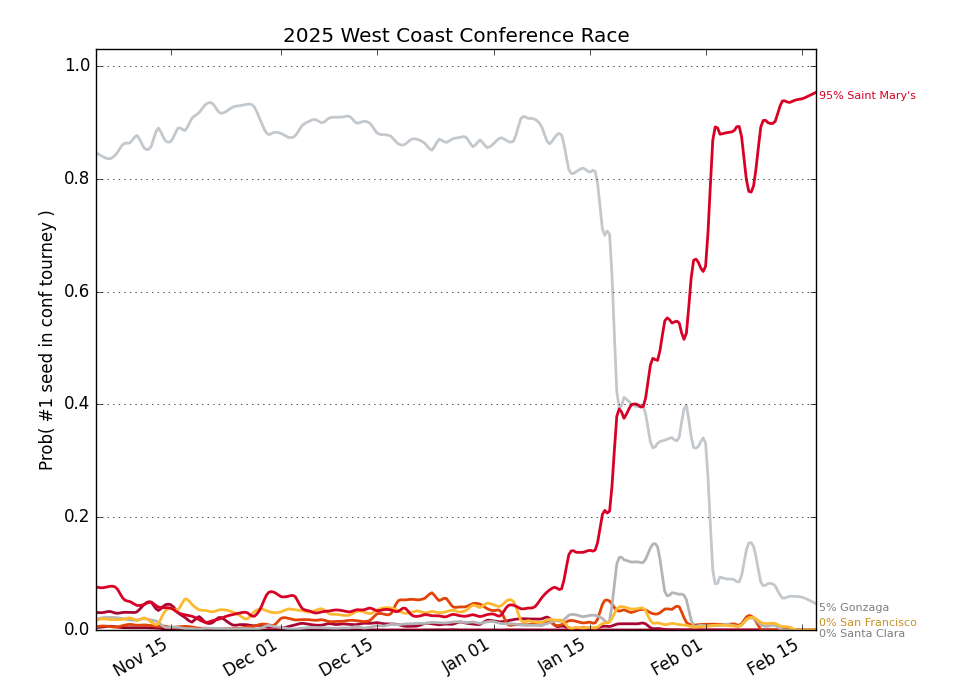 2025 West Coast Conference Race
Prob( #1 seed in conf tourney )
1.0
0.8
0.6
0.4
0.2
0.0
95% Saint Mary's
5% Gonzaga
0% San Francisco
0% Santa Clara
Nov 15
Dec 01
Dec 15
Jan 01
Jan 15
Feb 01
Feb 15